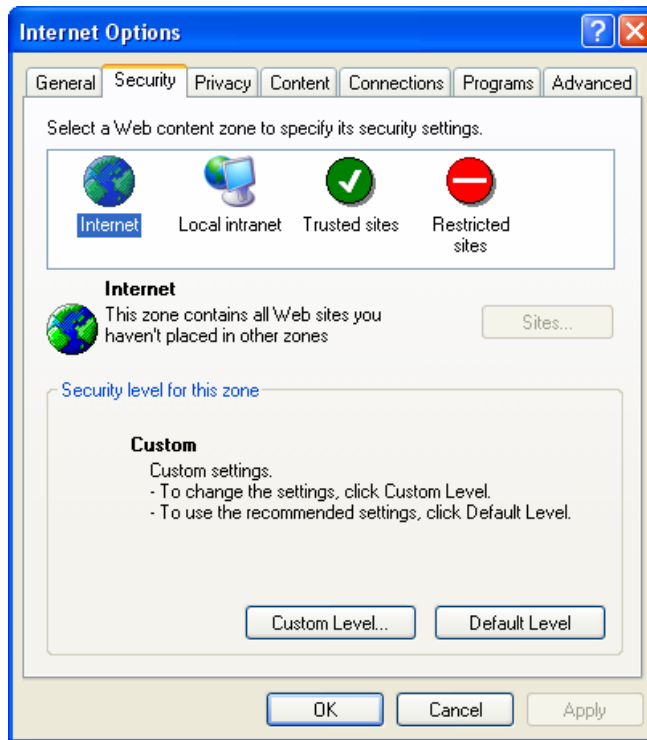 Internet Options
General Security Privacy Content Connections Programs Advanced
Select a Web content zone to specify its security settings.
Internet Local intranet Trusted sites Restricted
sites
Internet
This zone contains all Web sites you
haven't placed in other zones
Sites...
Security level for this zone
Custom
Custom settings.
- To change the settings, click Custom Level.
- To use the recommended settings, click Default Level.
Custom Level... Default Level
OK Cancel Apply